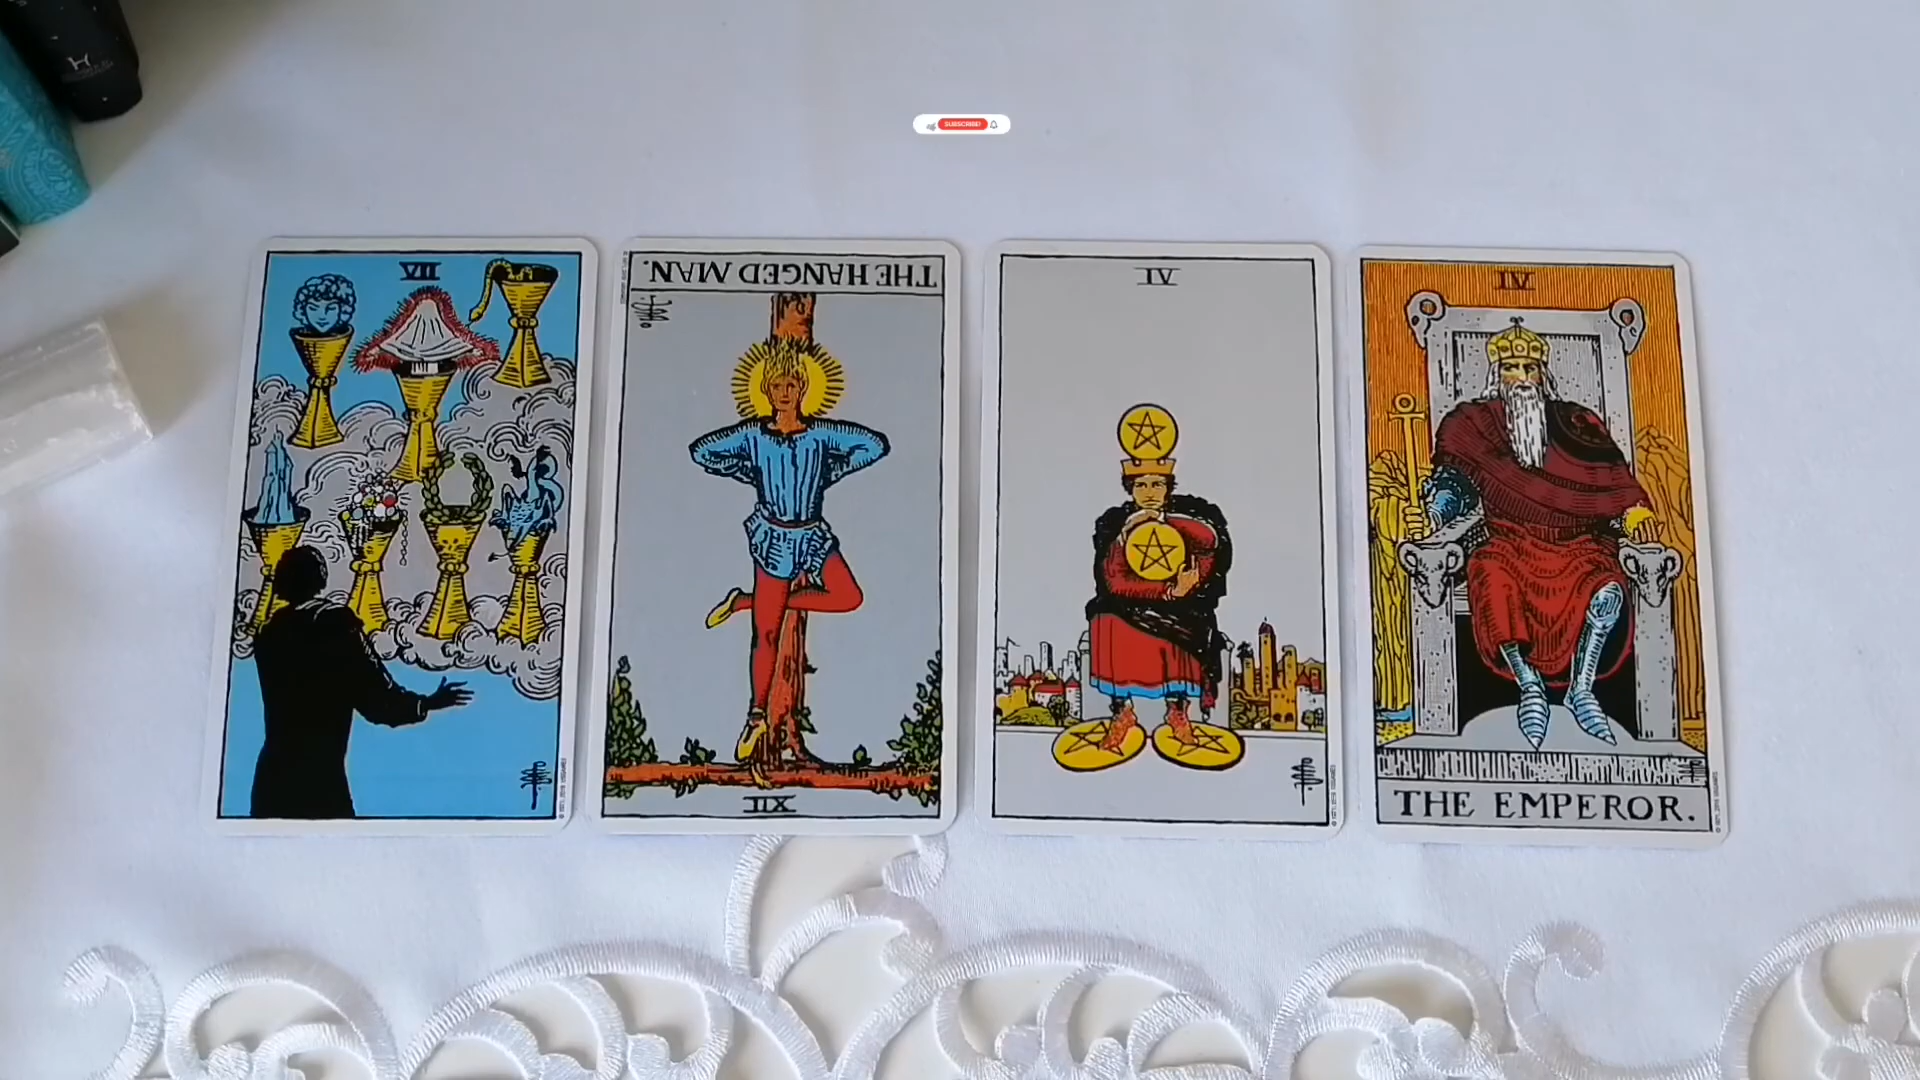 SUBSCRIBE!
VII
THE HANGED MAN.
IV
IV
XII
THE EMPEROR.